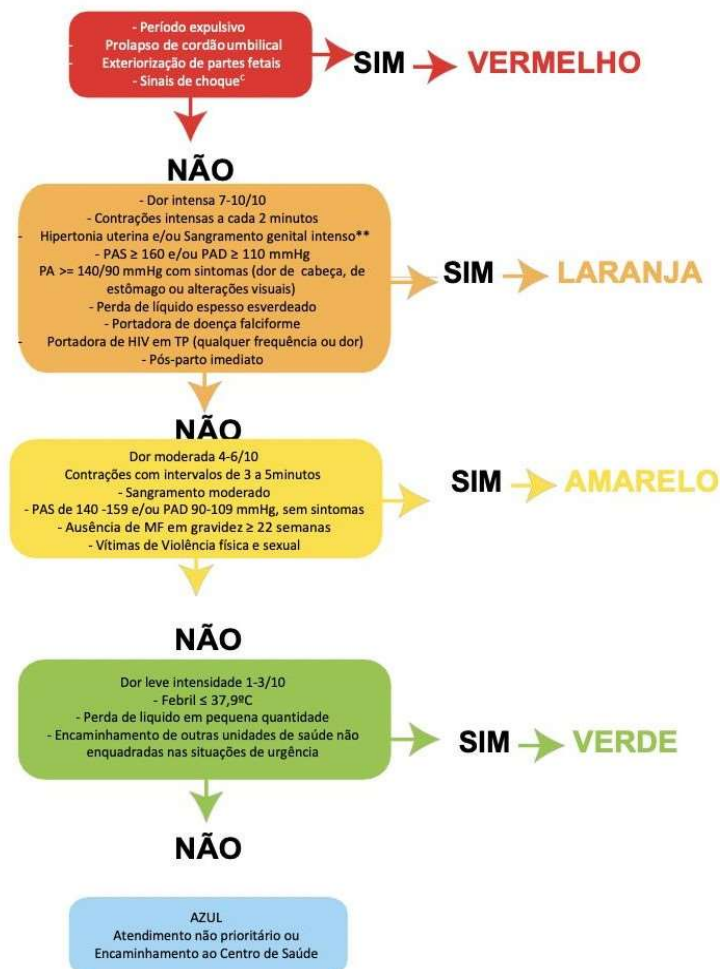 - Período expulsivo
- Prolapso de cordão umbilical
- Exteriorização de partes fetais
- Sinais de choqueᶜ
SIM
VERMELHO
NÃO
- Dor intensa 7-10/10
- Contrações intensas a cada 2 minutos
- Hipertonia uterina e/ou Sangramento genital intenso**
- PAS ≥ 160 e/ou PAD ≥ 110 mmHg
PA >= 140/90 mmHg com sintomas (dor de cabeça, de
estômago ou alterações visuais)
- Perda de líquido espesso esverdeado
- Portadora de doença falciforme
- Portadora de HIV em TP (qualquer frequência ou dor)
- Pós-parto imediato
SIM
LARANJA
NÃO
Dor moderada 4-6/10
Contrações com intervalos de 3 a 5minutos
- Sangramento moderado
- PAS de 140 -159 e/ou PAD 90-109 mmHg, sem sintomas
- Ausência de MF em gravidez ≥ 22 semanas
- Vítimas de Violência física e sexual
SIM
AMARELO
NÃO
Dor leve intensidade 1-3/10
- Febril ≤ 37,9ºC
- Perda de liquido em pequena quantidade
- Encaminhamento de outras unidades de saúde não
enquadradas nas situações de urgência
SIM
VERDE
NÃO
AZUL
Atendimento não prioritário ou
Encaminhamento ao Centro de Saúde